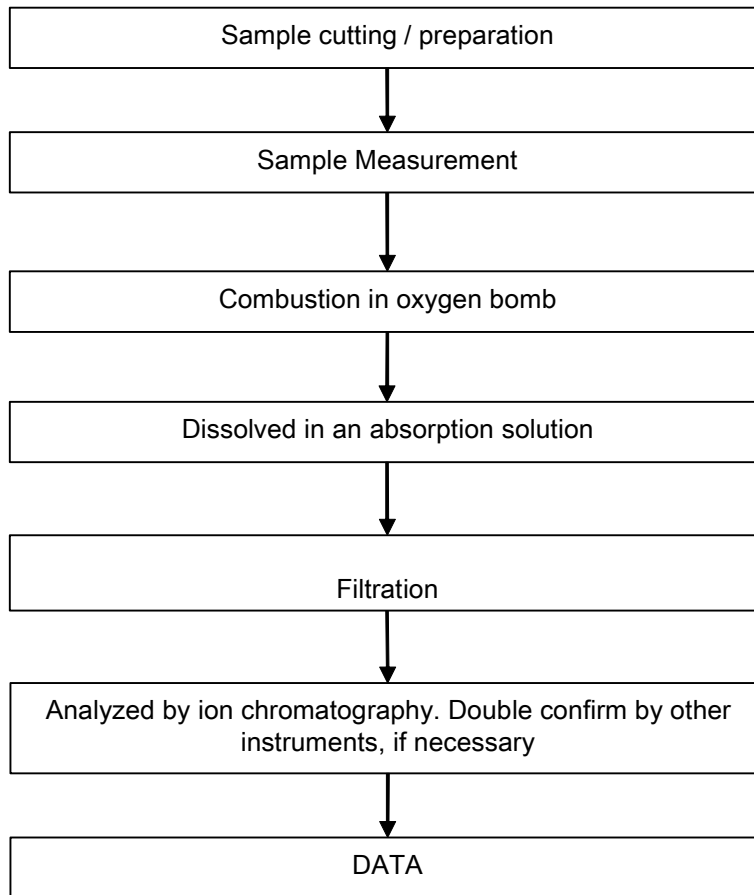 Sample cutting / preparation
Sample Measurement
Combustion in oxygen bomb
Dissolved in an absorption solution
Filtration
Analyzed by ion chromatography. Double confirm by other
instruments, if necessary
DATA